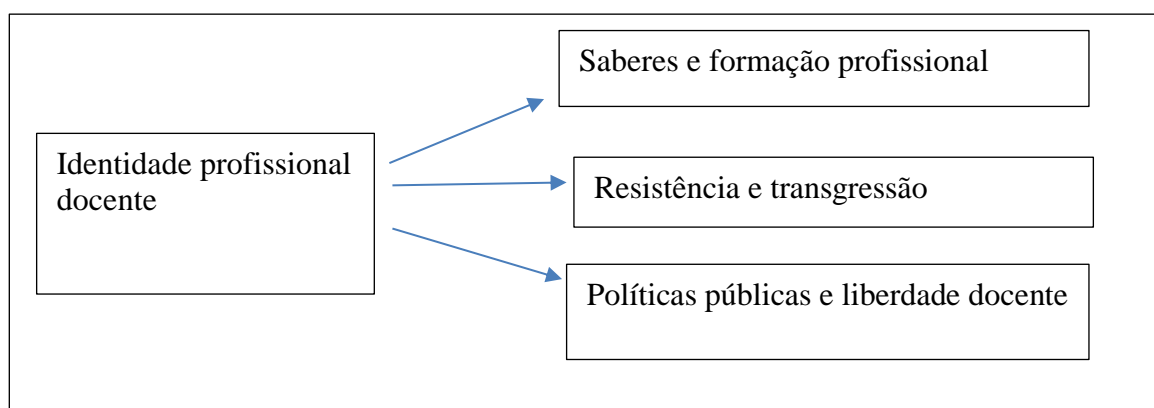 Saberes e formação profissional
Identidade profissional
docente
Resistência e transgressão
Políticas públicas e liberdade docente